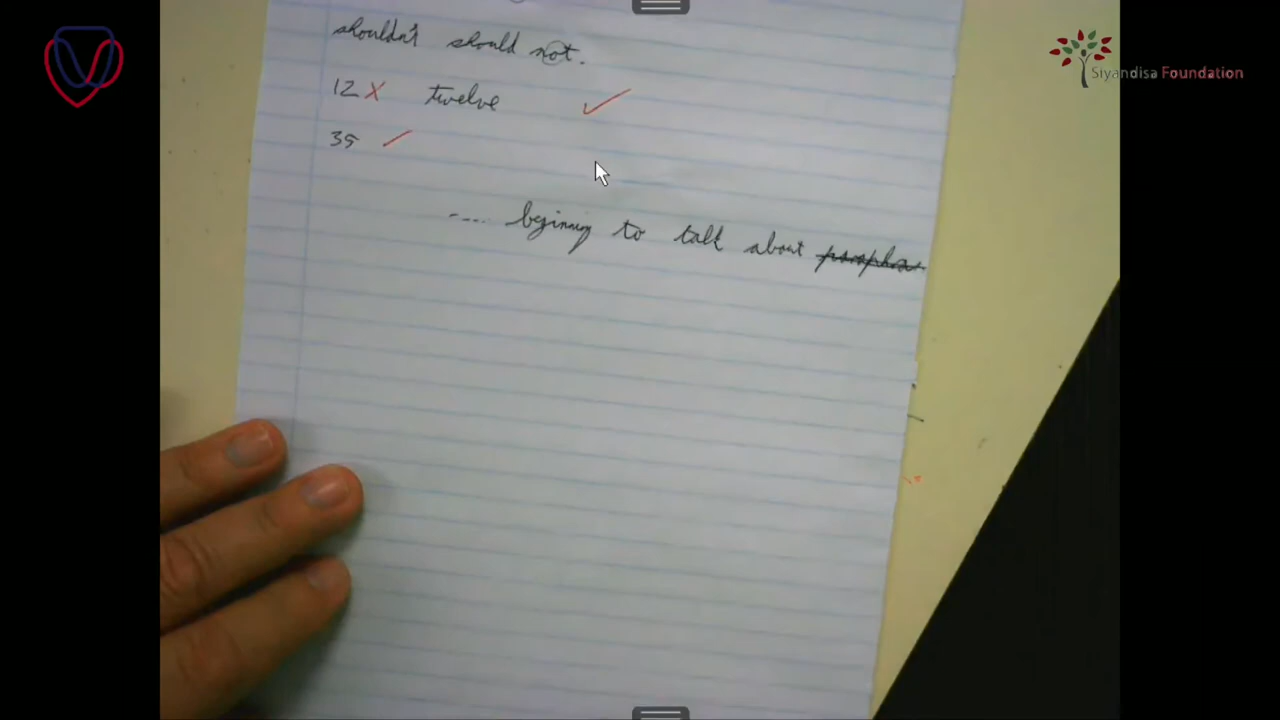 shouldn't should not.
12 X twelve ✓
35 ✓
---- beginning to talk about
Siyandisa Foundation